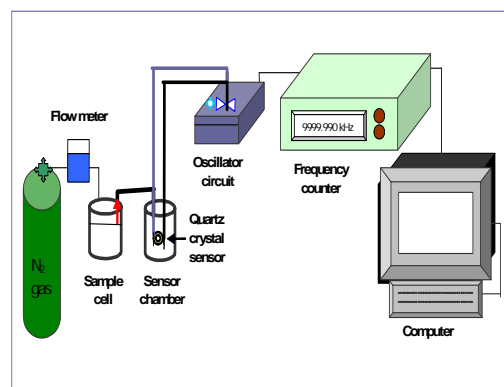 Flow meter
9999.990 kHz
Oscillator
circuit
Frequency
counter
Quartz
crystal
sensor
N2
gas
Sample
cell
Sensor
chamber
Computer